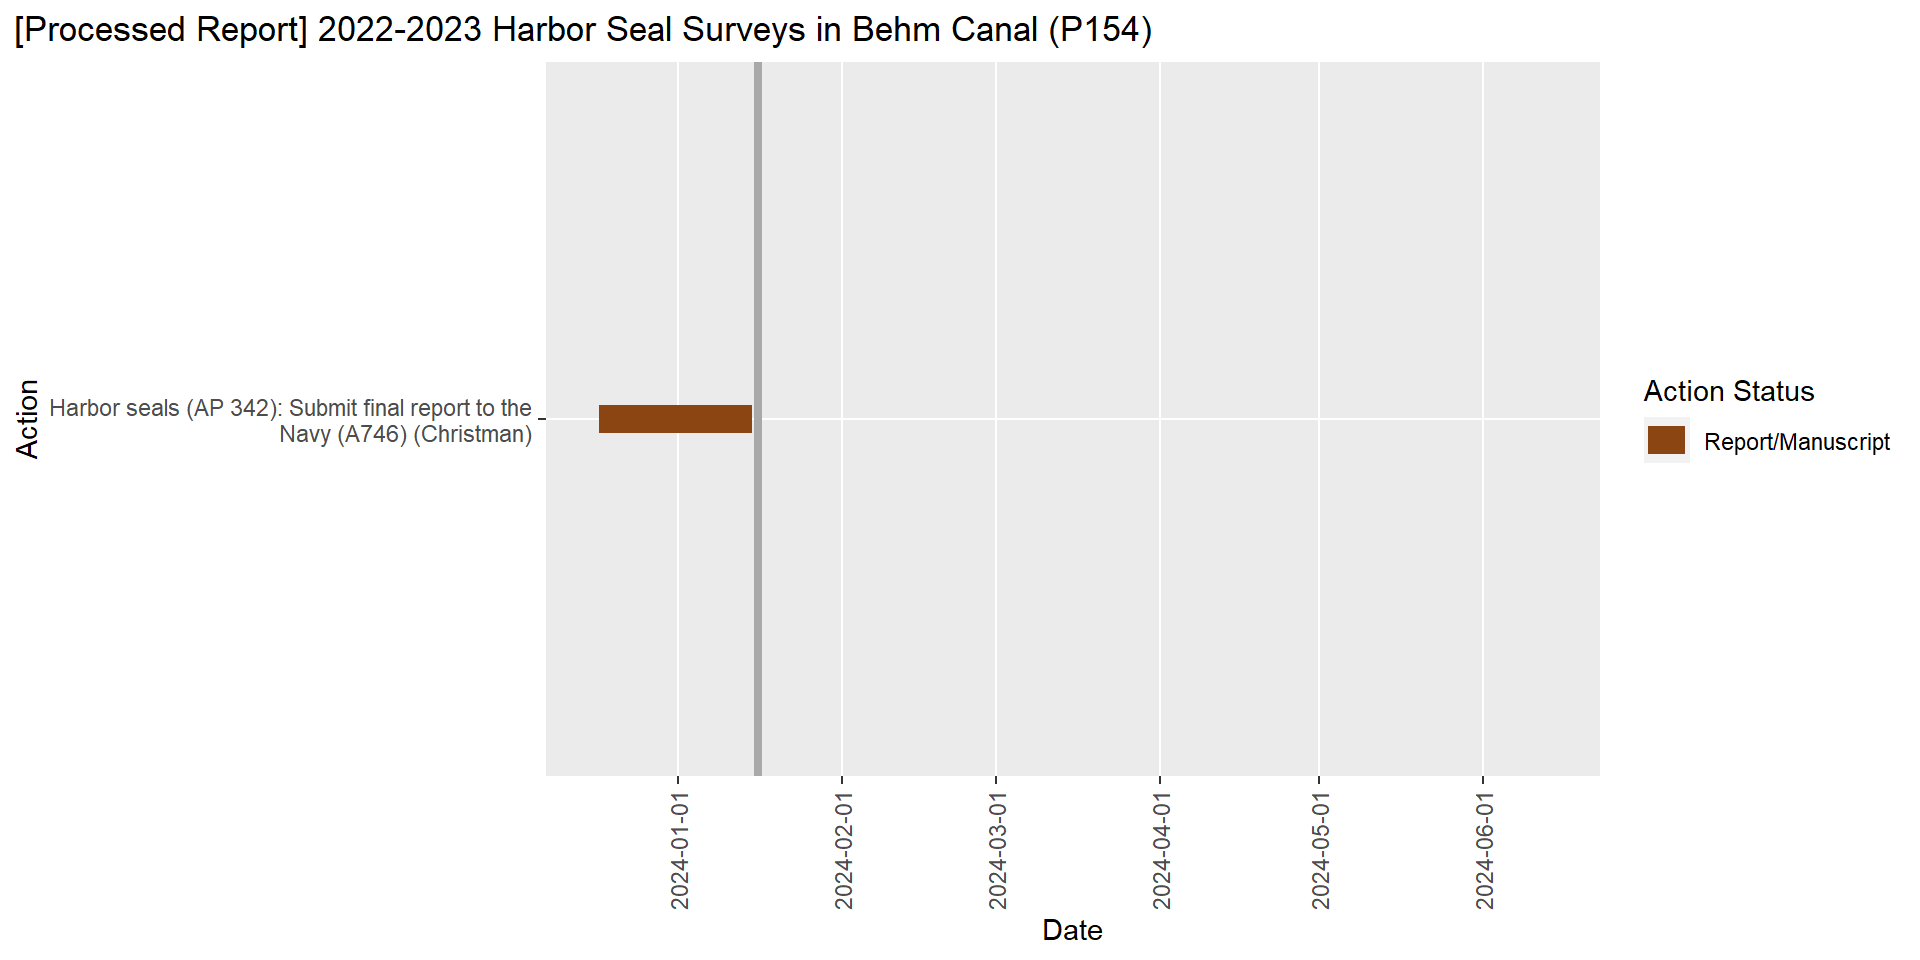 [Processed Report] 2022-2023 Harbor Seal Surveys in Behm Canal (P154)
Action
Harbor seals (AP 342): Submit final report to the
Navy (A746) (Christman)
Action Status
Report/Manuscript
2024-01-01
2024-02-01
2024-03-01
2024-04-01
2024-05-01
2024-06-01
Date